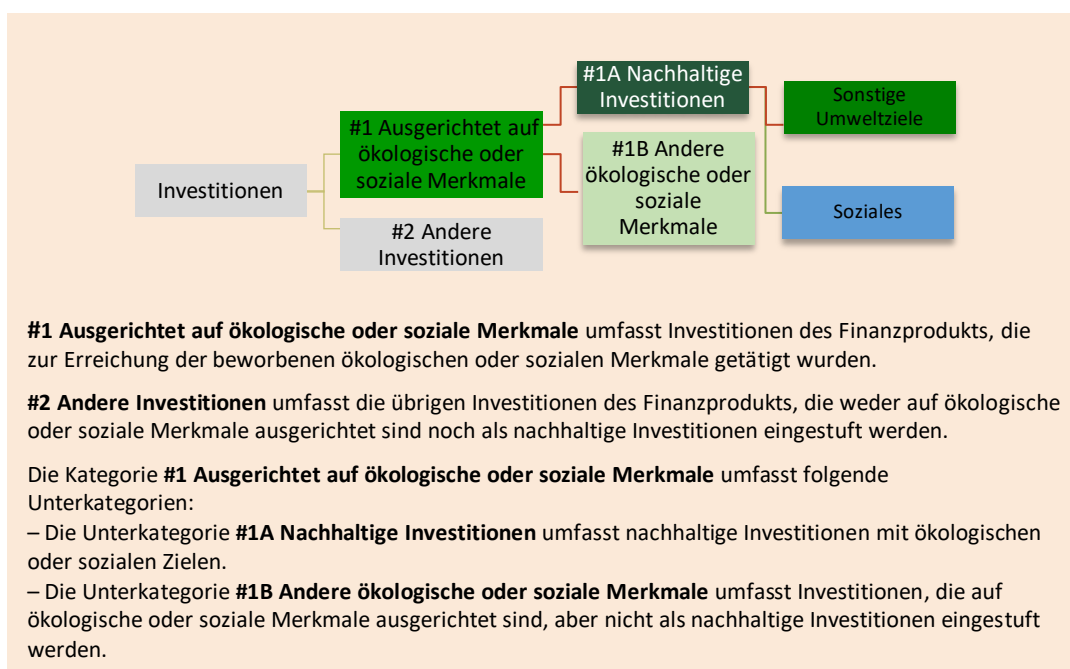 #1A Nachhaltige
Investitionen
Sonstige
Umweltziele
#1 Ausgerichtet auf
ökologische oder
soziale Merkmale
#1B Andere
ökologische oder
soziale
Merkmale
Investitionen
Soziales
#2 Andere
Investitionen
#1 Ausgerichtet auf ökologische oder soziale Merkmale umfasst Investitionen des Finanzprodukts, die
zur Erreichung der beworbenen ökologischen oder sozialen Merkmale getätigt wurden.
#2 Andere Investitionen umfasst die übrigen Investitionen des Finanzprodukts, die weder auf ökologische
oder soziale Merkmale ausgerichtet sind noch als nachhaltige Investitionen eingestuft werden.
Die Kategorie #1 Ausgerichtet auf ökologische oder soziale Merkmale umfasst folgende
Unterkategorien:
– Die Unterkategorie #1A Nachhaltige Investitionen umfasst nachhaltige Investitionen mit ökologischen
oder sozialen Zielen.
– Die Unterkategorie #1B Andere ökologische oder soziale Merkmale umfasst Investitionen, die auf
ökologische oder soziale Merkmale ausgerichtet sind, aber nicht als nachhaltige Investitionen eingestuft
werden.